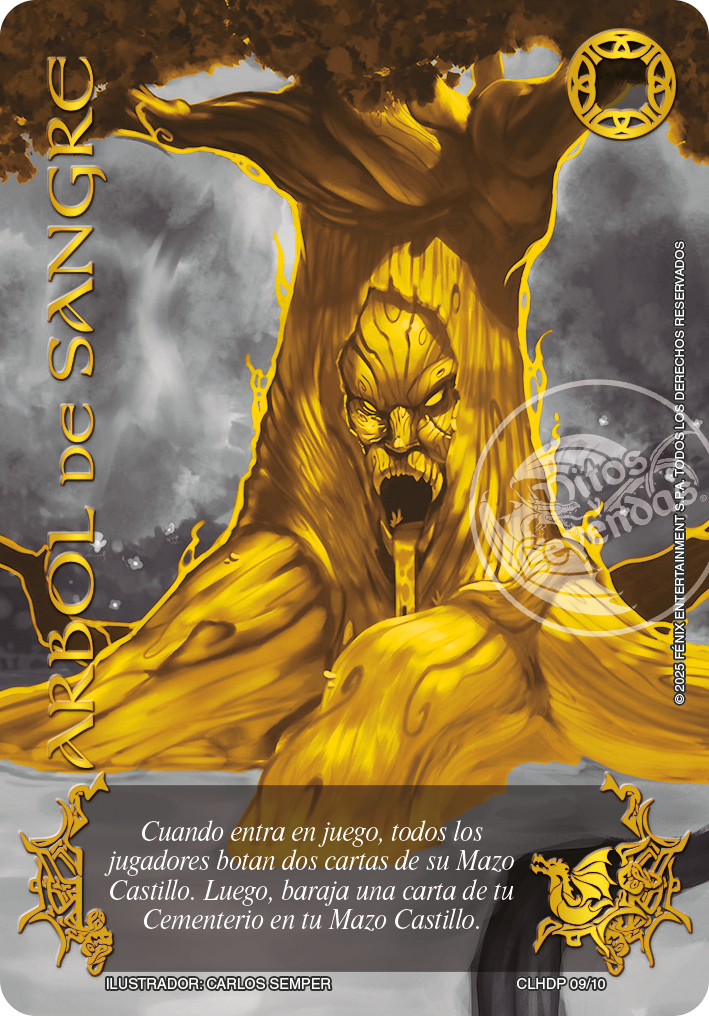 ARBOL DE SANGRE
© 2025 FÉNIX ENTERTAINMENT S.P.A. TODOS LOS DERECHOS RESERVADOS
Mitos y Leyendas®
Cuando entra en juego, todos los
jugadores botan dos cartas de su Mazo
Castillo. Luego, baraja una carta de tu
Cementerio en tu Mazo Castillo.
ILUSTRADOR: CARLOS SEMPER
CLHDP 09/10